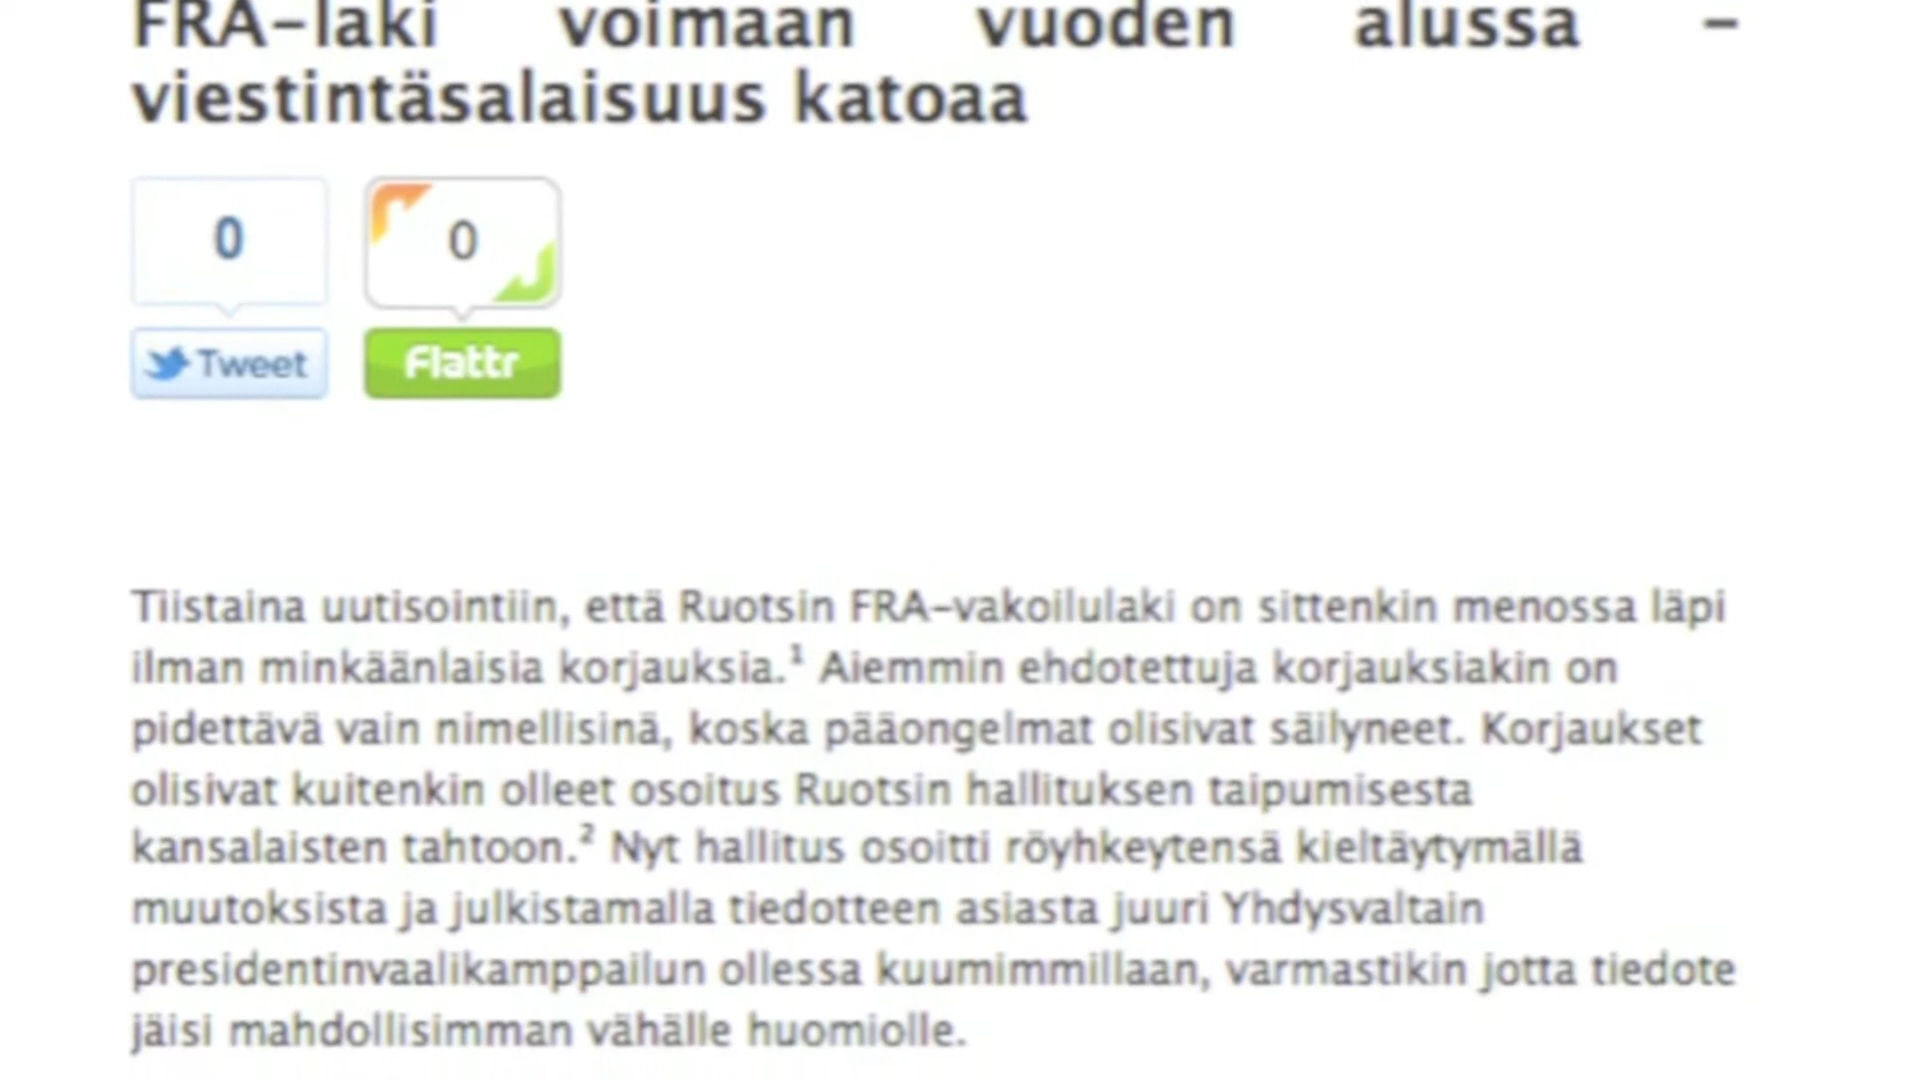 FRA-laki voimaan vuoden alussa –
viestintäsalaisuus katoaa
0
0
Tweet
Flattr
Tiistaina uutisointiin, että Ruotsin FRA-vakoilulaki on sittenkin menossa läpi
ilman minkäänlaisia korjauksia.¹ Aiemmin ehdotettuja korjauksiakin on
pidettävä vain nimellisinä, koska pääongelmat olisivat säilyneet. Korjaukset
olisivat kuitenkin olleet osoitus Ruotsin hallituksen taipumisesta
kansalaisten tahtoon.² Nyt hallitus osoitti röyhkeytensä kieltäytymällä
muutoksista ja julkistamalla tiedotteen asiasta juuri Yhdysvaltain
presidentinvaalikamppailun ollessa kuumimmillaan, varmastikin jotta tiedote
jäisi mahdollisimman vähälle huomiolle.